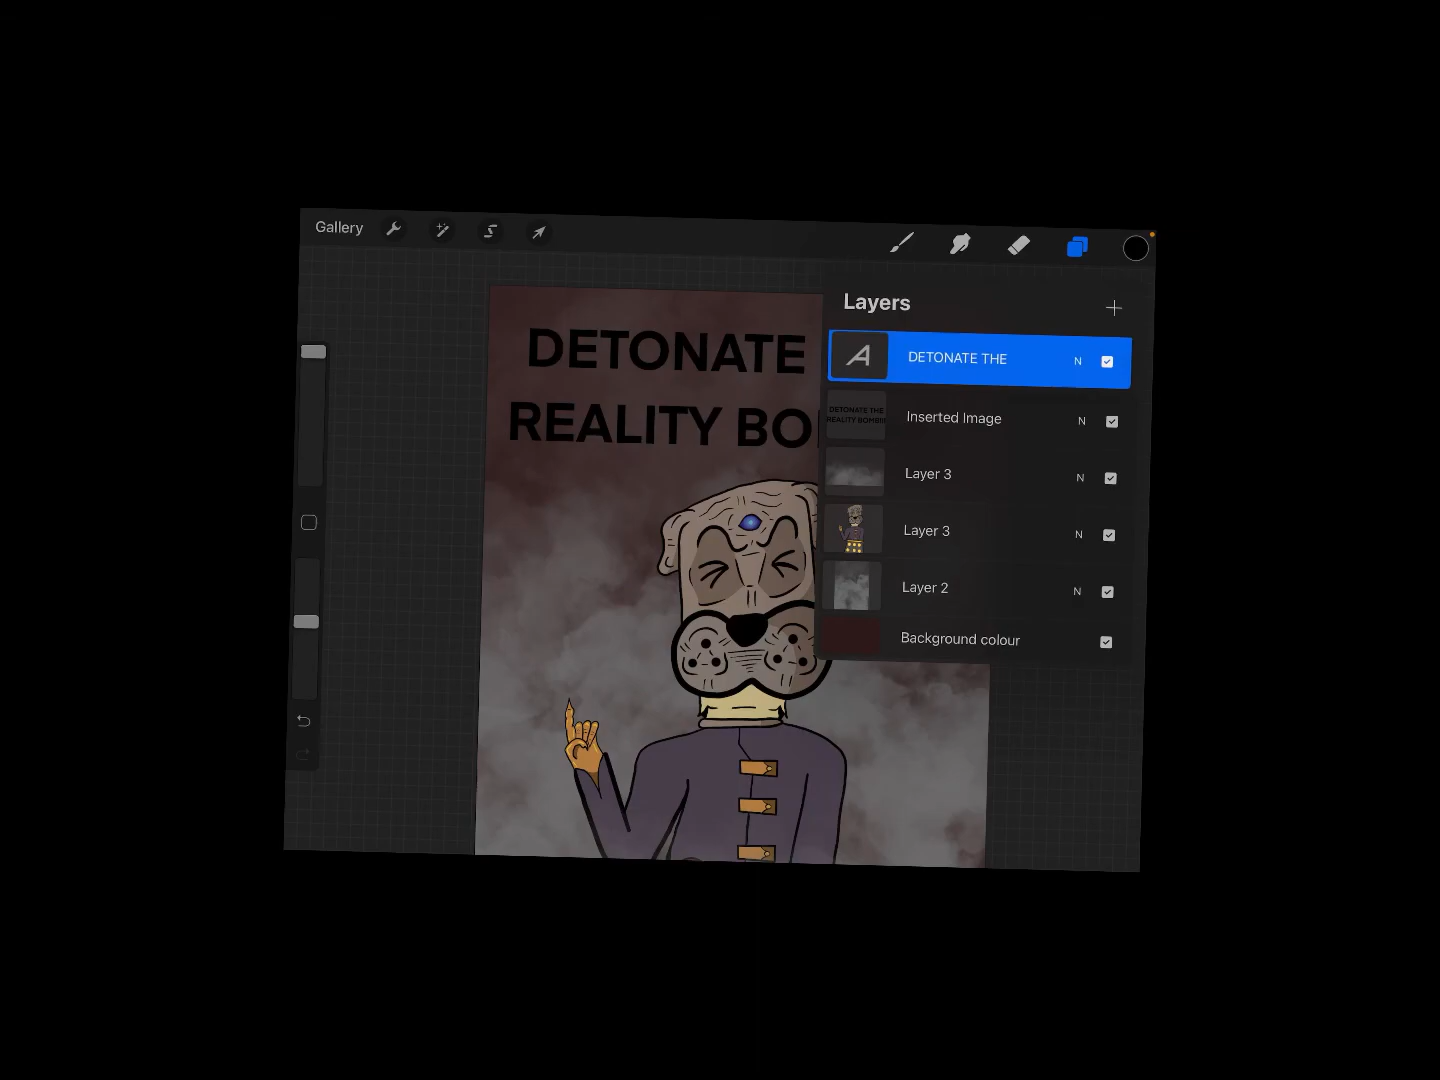 Gallery
DETONATE
REALITY BO
Layers
DETONATE THE N
DETONATE THE
REALITY BOMB!!!
Inserted Image N
Layer 3 N
Layer 3 N
Layer 2 N
Background colour